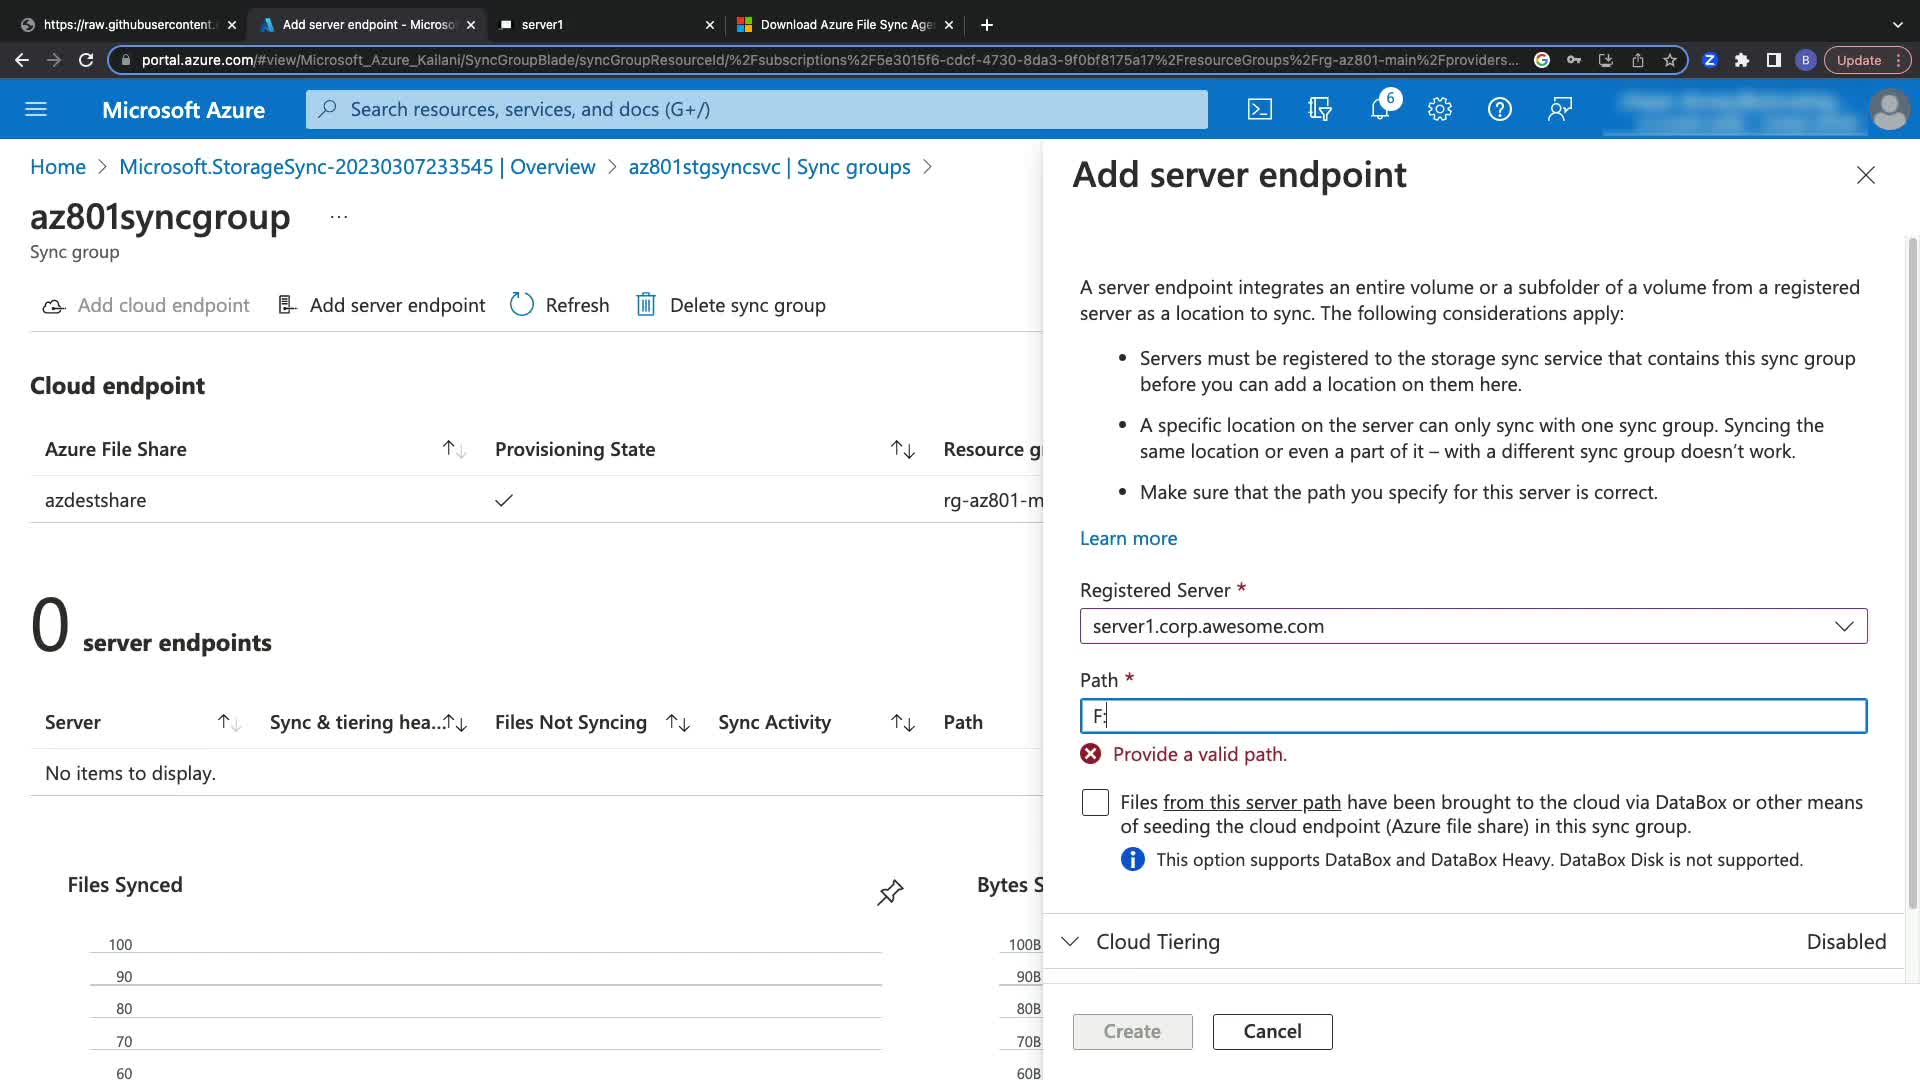 https://raw.githubusercontent.
Add server endpoint - Microso
server1
Download Azure File Sync Age
portal.azure.com/#view/Microsoft_Azure_Kailani/SyncGroupBlade/syncGroupResourceId/%2Fsubscriptions%2F5e3015f6-cdcf-4730-8da3-9f0bf8175a17%2FresourceGroups%2Frg-az801-main%2Fproviders...
Z
B
Update
Microsoft Azure
Search resources, services, and docs (G+/)
6
Home > Microsoft.StorageSync-20230307233545 | Overview > az801stgsyncsvc | Sync groups >
az801syncgroup ...
Sync group
Add cloud endpoint
Add server endpoint
Refresh
Delete sync group
Cloud endpoint
Azure File Share
Provisioning State
Resource g
azdestshare
rg-az801-m
0 server endpoints
Server
Sync & tiering hea...
Files Not Syncing
Sync Activity
Path
No items to display.
Files Synced
Bytes S
100
90
80
70
60
100B
90B
80B
70B
60B
Add server endpoint
A server endpoint integrates an entire volume or a subfolder of a volume from a registered
server as a location to sync. The following considerations apply:
• Servers must be registered to the storage sync service that contains this sync group
before you can add a location on them here.
• A specific location on the server can only sync with one sync group. Syncing the
same location or even a part of it – with a different sync group doesn't work.
• Make sure that the path you specify for this server is correct.
Learn more
Registered Server *
server1.corp.awesome.com
Path *
F:
Provide a valid path.
Files from this server path have been brought to the cloud via DataBox or other means
of seeding the cloud endpoint (Azure file share) in this sync group.
This option supports DataBox and DataBox Heavy. DataBox Disk is not supported.
Cloud Tiering
Disabled
Create
Cancel